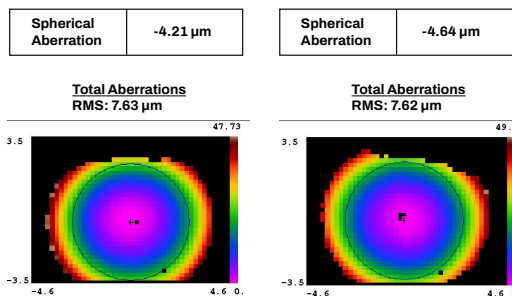 Spherical
Aberration
-4.21 µm
Spherical
Aberration
-4.64 µm
Total Aberrations
RMS: 7.63 µm
Total Aberrations
RMS: 7.62 µm
47.73
3.5
-3.5
-4.6
4.6 0.
49.
3.5
-3.5
-4.6
4.6